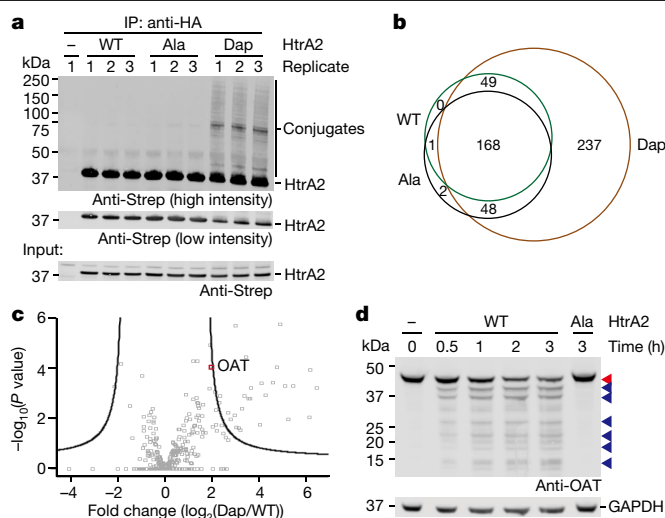 a
IP: anti-HA
– WT Ala Dap HtrA2
1 1 2 3 1 2 3 1 2 3 Replicate
kDa
250
150
100
75
50
37
Conjugates
HtrA2
Anti-Strep (high intensity)
37 HtrA2
Anti-Strep (low intensity)
Input:
37 HtrA2
Anti-Strep
b
WT
Ala
Dap
49
0
1
168
237
2
48
c
6
4
2
0
–log10(P value)
OAT
–4 –2 0 2 4 6
Fold change (log2(Dap/WT))
d
– WT Ala HtrA2
0 0.5 1 2 3 3 Time (h)
kDa
50
37
25
20
15
Anti-OAT
37 GAPDH